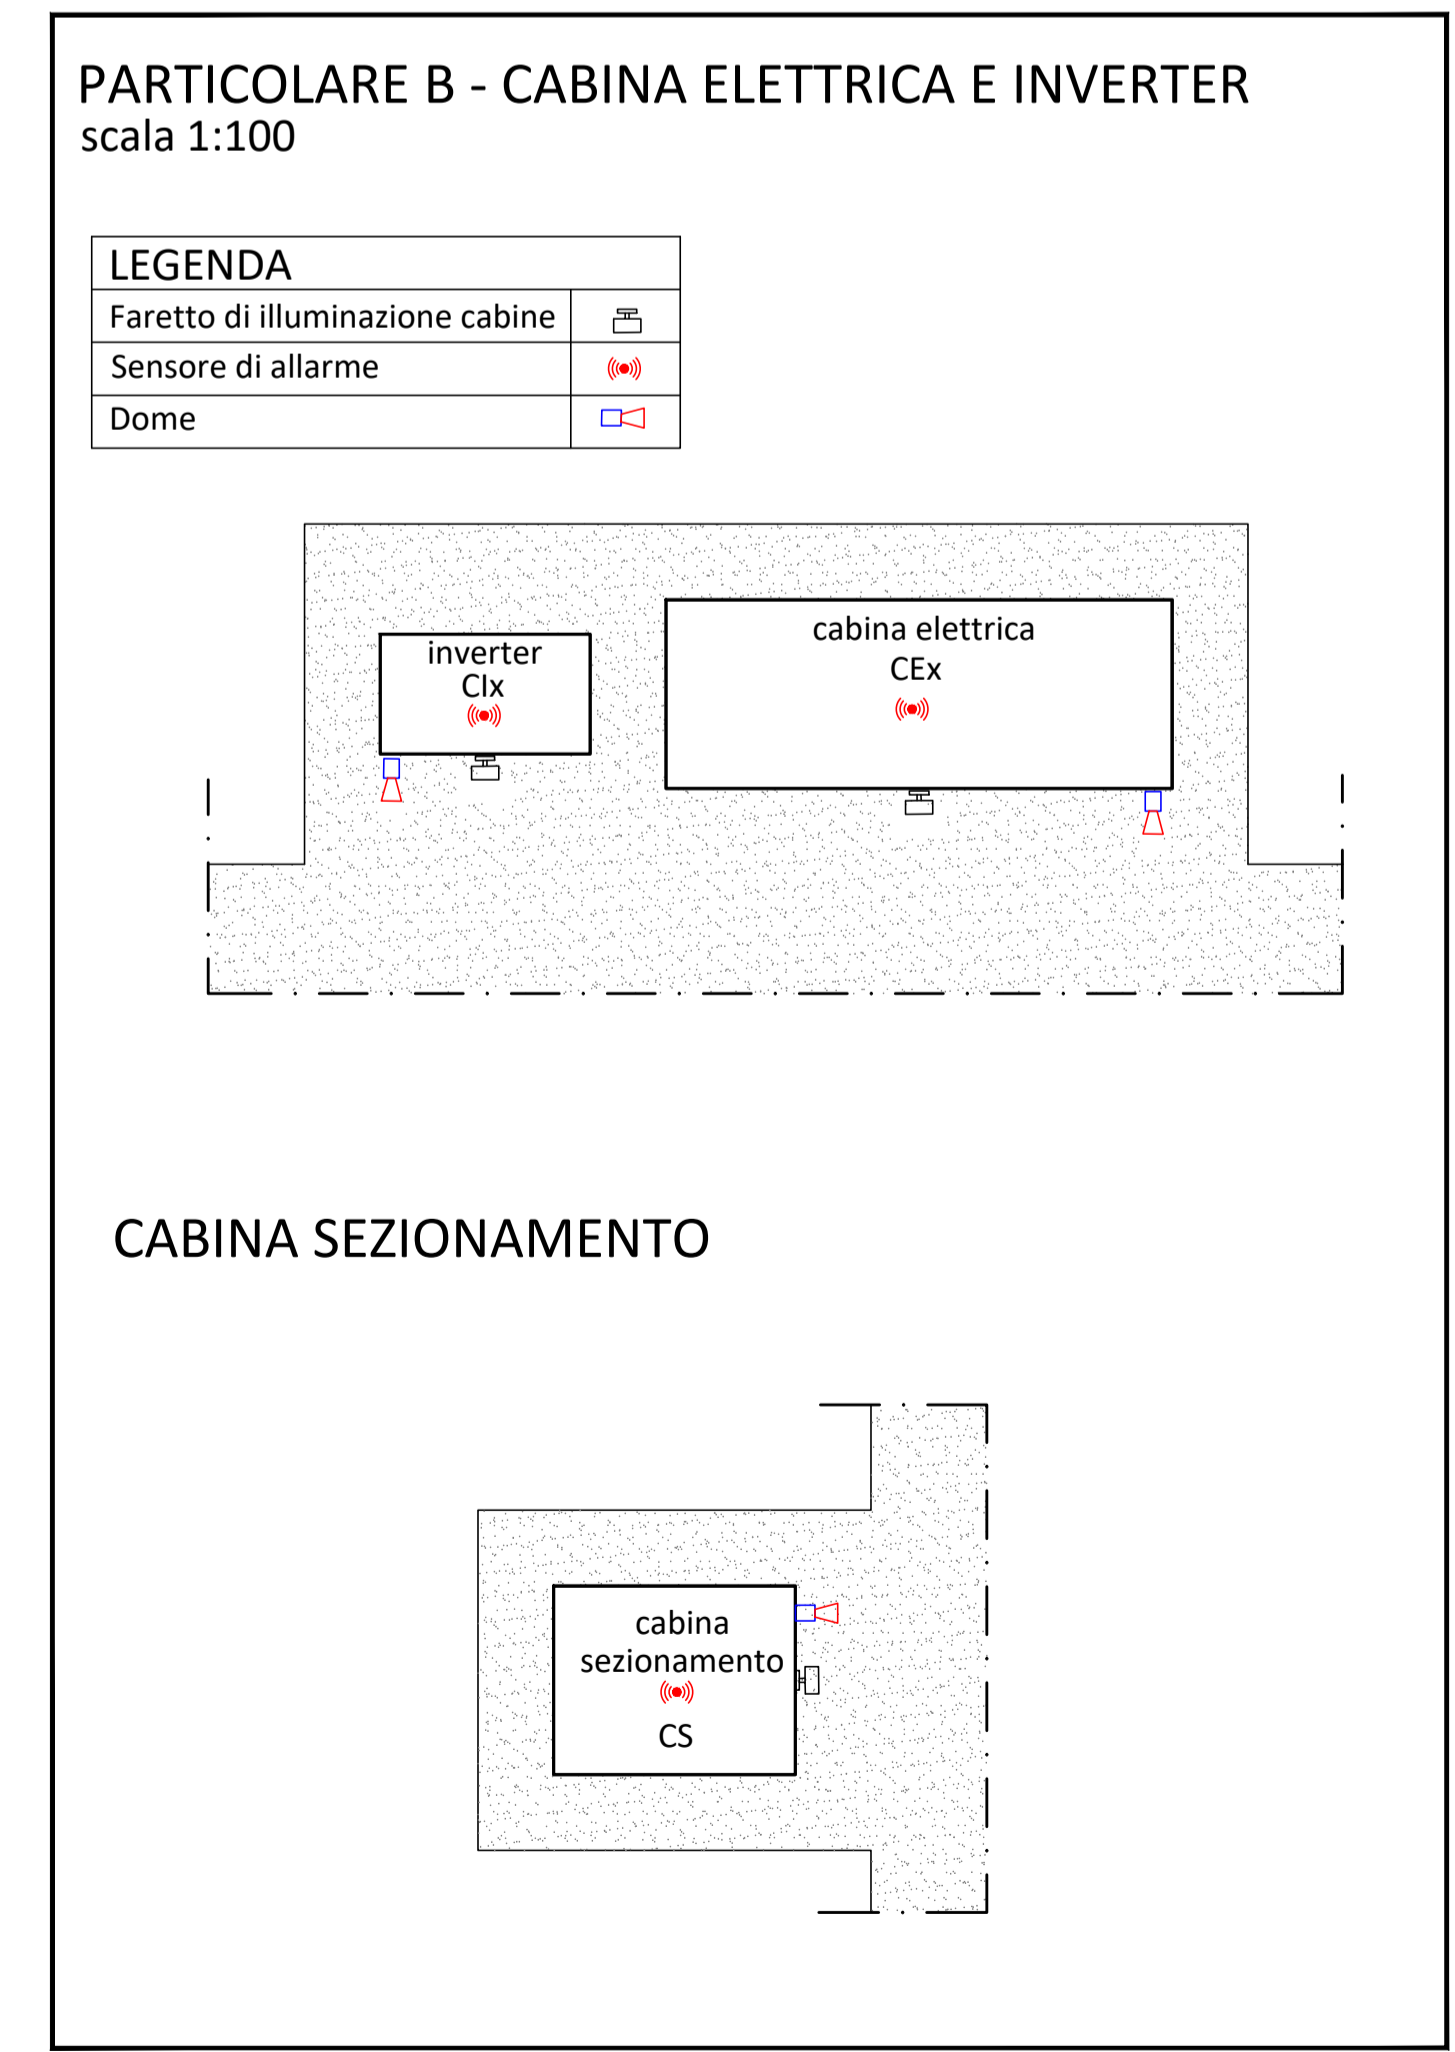 PARTICOLARE B - CABINA ELETTRICA E INVERTER
scala 1:100
LEGENDA
Faretto di illuminazione cabine
Sensore di allarme
Dome
inverter
CIx
cabina elettrica
CEx
CABINA SEZIONAMENTO
cabina
sezionamento
CS